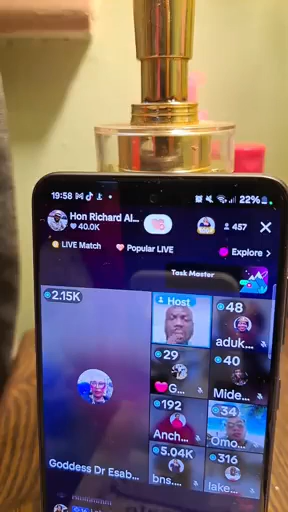 19:58
22%
Hon Richard Al...
40.0K
457
LIVE Match
Popular LIVE
Explore >
Task Master
2.15K
Host
48
aduk...
29
G...
40
Mide...
192
Anch...
34
Omo...
5.04K
bns....
316
lake...
Goddess Dr Esab...